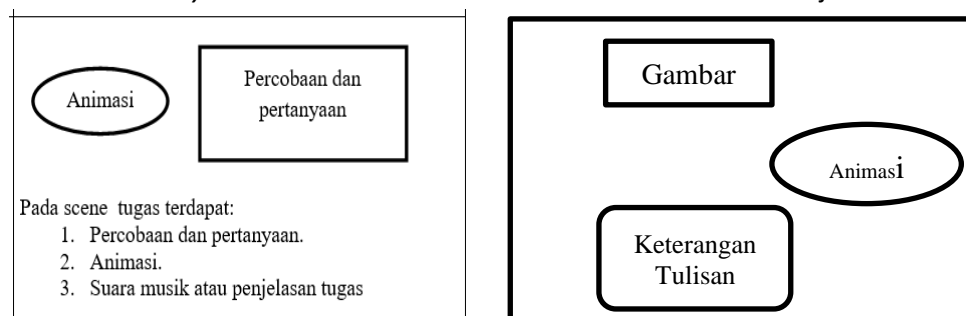 Animasi
Percobaan dan
pertanyaan
Pada scene tugas terdapat:
1. Percobaan dan pertanyaan.
2. Animasi.
3. Suara musik atau penjelasan tugas
Gambar
Animasi
Keterangan
Tulisan